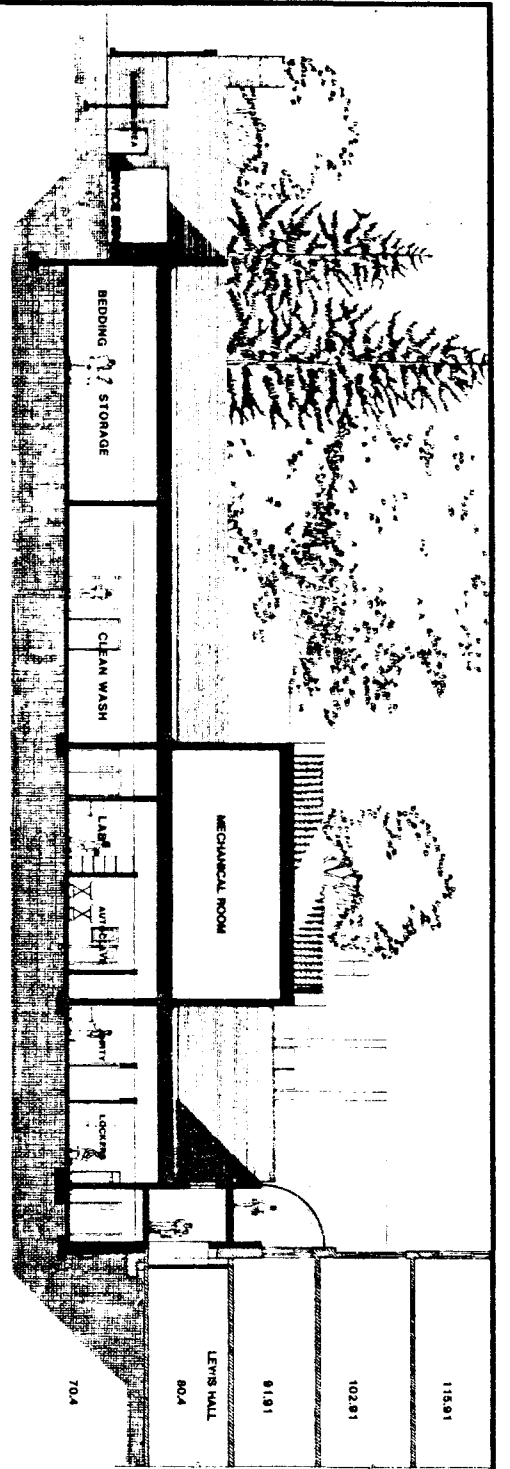 115.91
102.91
91.91
LEWIS HALL
80.4
70.4
MECHANICAL ROOM
BEDDING STORAGE
CLEAN WASH
LAB
AUTOCLAVE
LOCKERS